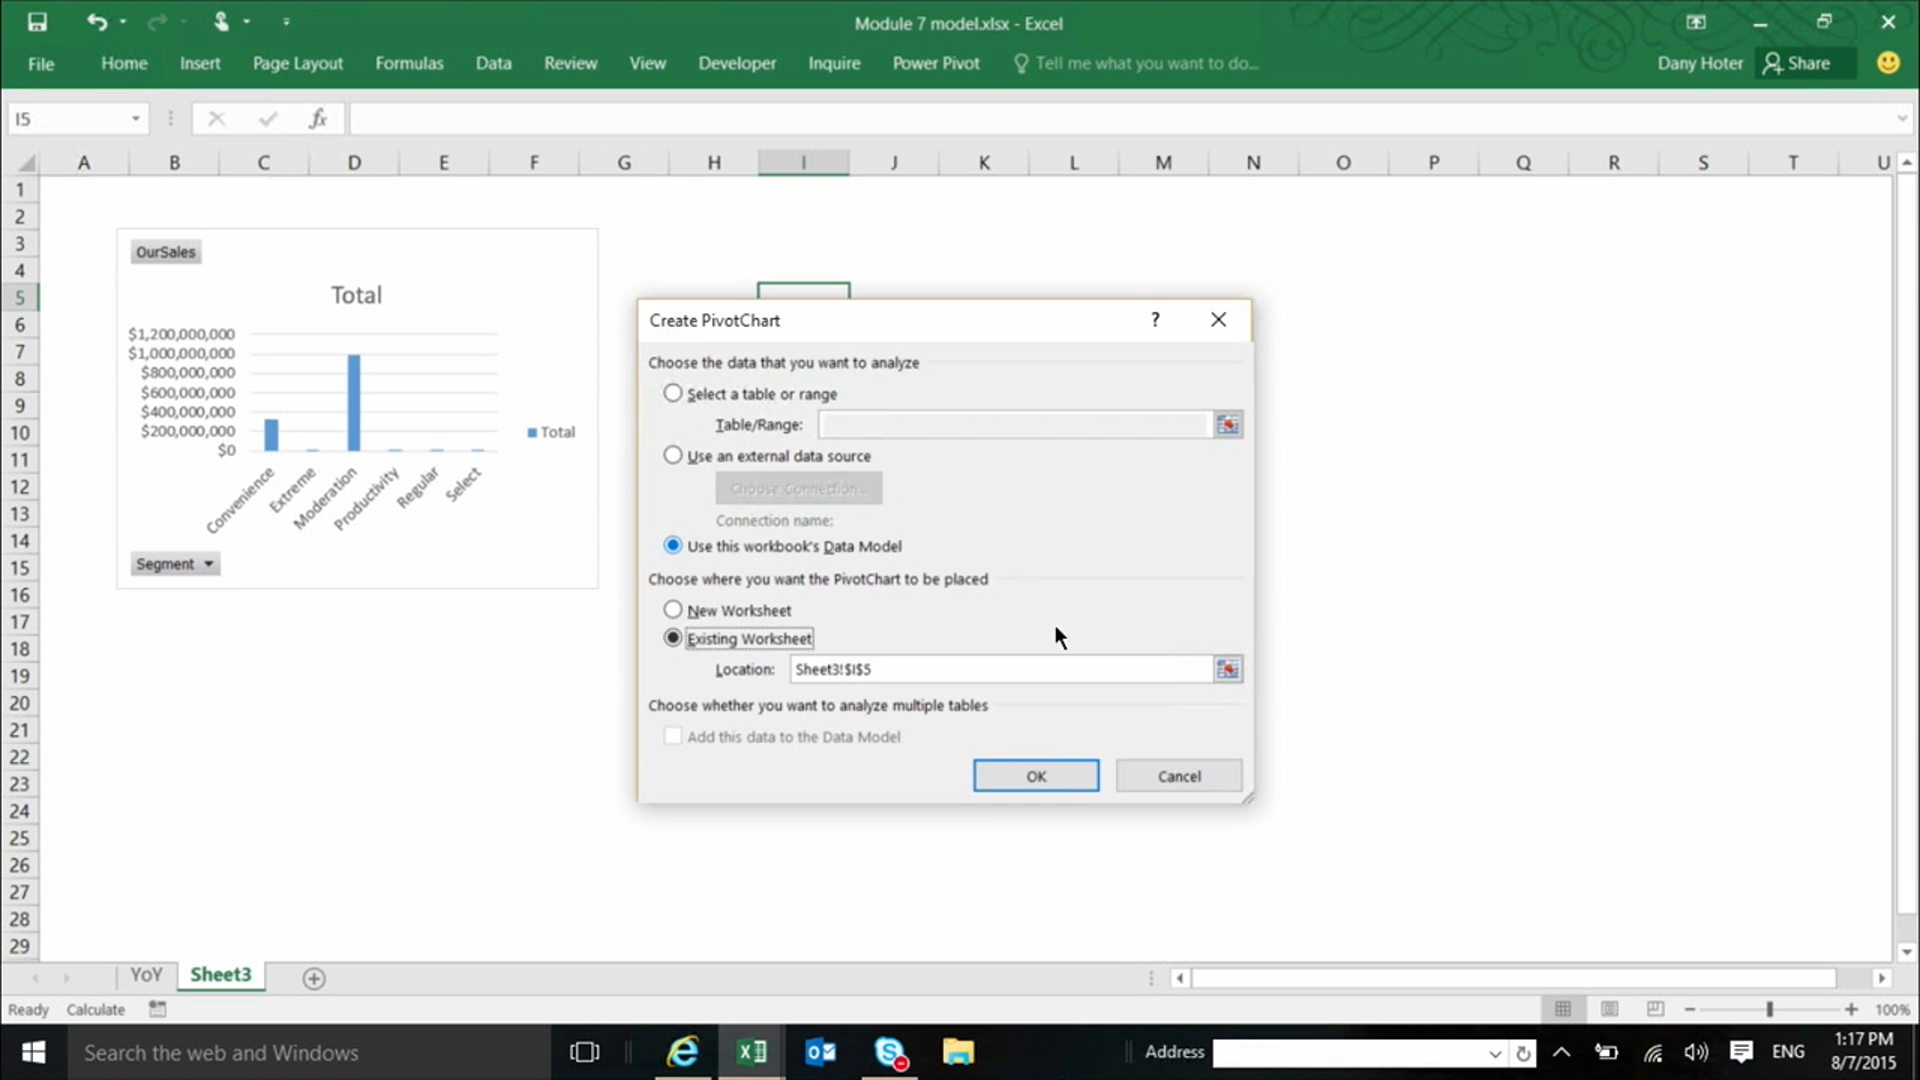 Module 7 model.xlsx - Excel
File Home Insert Page Layout Formulas Data Review View Developer Inquire Power Pivot Tell me what you want to do... Dany Hoter Share
I5 fx
A B C D E F G H I J K L M N O P Q R S T U
1
2
3
4
5
6
7
8
9
10
11
12
13
14
15
16
17
18
19
20
21
22
23
24
25
26
27
28
29
OurSales
Total
$1,200,000,000
$1,000,000,000
$800,000,000
$600,000,000
$400,000,000
$200,000,000
$0
Total
Convenience Extreme Moderation Productivity Regular Select
Segment
Create PivotChart ?
Choose the data that you want to analyze
Select a table or range
Table/Range:
Use an external data source
Choose Connection...
Connection name:
Use this workbook's Data Model
Choose where you want the PivotChart to be placed
New Worksheet
Existing Worksheet
Location: Sheet3!$I$5
Choose whether you want to analyze multiple tables
Add this data to the Data Model
OK Cancel
YoY Sheet3
Ready Calculate 100%
Search the web and Windows Address ENG 1:17 PM
8/7/2015